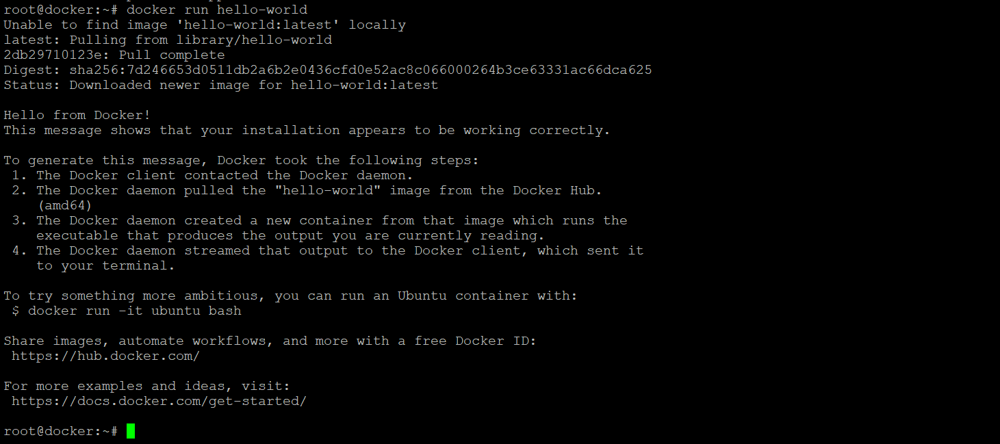 root@docker:~# docker run hello-world
Unable to find image 'hello-world:latest' locally
latest: Pulling from library/hello-world
2db29710123e: Pull complete
Digest: sha256:7d246653d0511db2a6b2e0436cfd0e52ac8c066000264b3ce63331ac66dca625
Status: Downloaded newer image for hello-world:latest
Hello from Docker!
This message shows that your installation appears to be working correctly.
To generate this message, Docker took the following steps:
1. The Docker client contacted the Docker daemon.
2. The Docker daemon pulled the "hello-world" image from the Docker Hub.
(amd64)
3. The Docker daemon created a new container from that image which runs the
executable that produces the output you are currently reading.
4. The Docker daemon streamed that output to the Docker client, which sent it
to your terminal.
To try something more ambitious, you can run an Ubuntu container with:
$ docker run -it ubuntu bash
Share images, automate workflows, and more with a free Docker ID:
https://hub.docker.com/
For more examples and ideas, visit:
https://docs.docker.com/get-started/
root@docker:~#